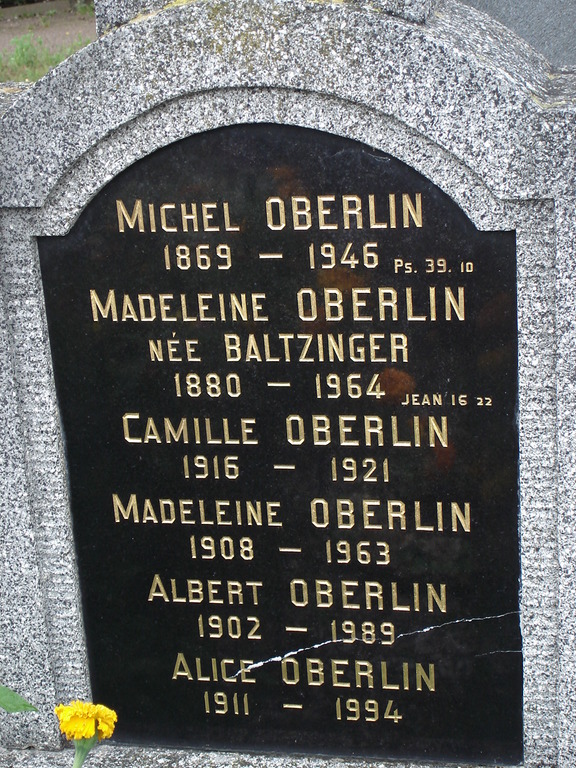 MICHEL OBERLIN
1869 – 1946 Ps. 39. 10
MADELEINE OBERLIN
NÉE BALTZINGER
1880 – 1964 JEAN 16 22
CAMILLE OBERLIN
1916 – 1921
MADELEINE OBERLIN
1908 – 1963
ALBERT OBERLIN
1902 – 1989
ALICE OBERLIN
1911 – 1994